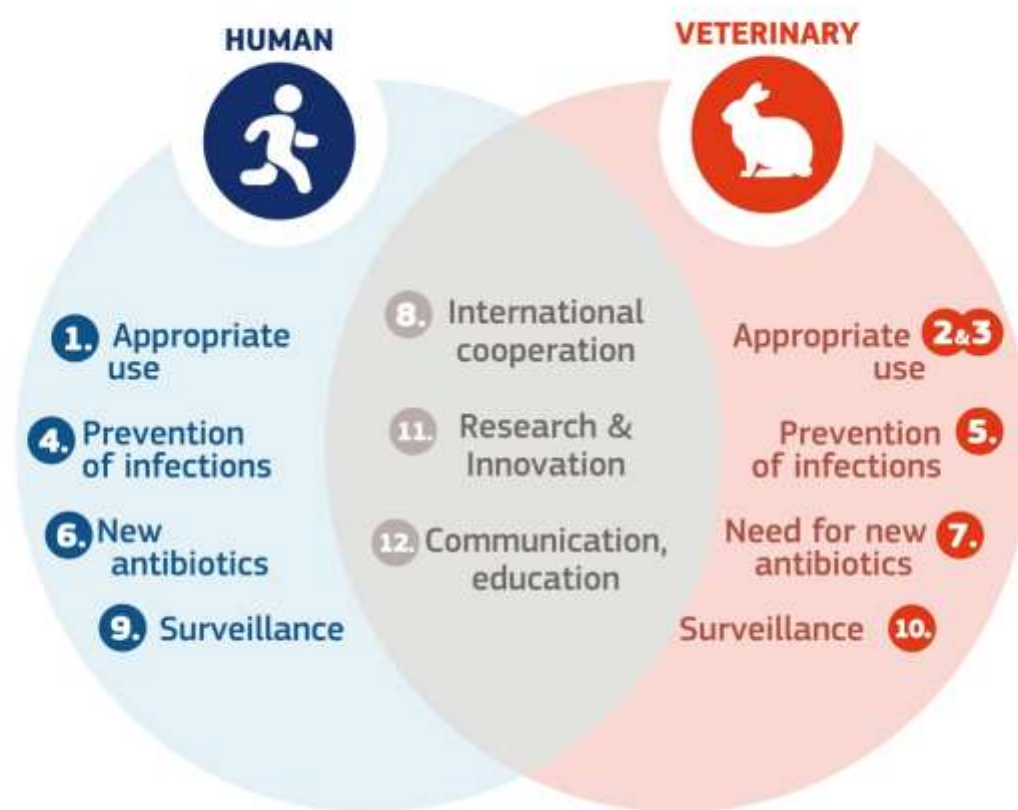 HUMAN
VETERINARY
1. Appropriate
use
4. Prevention
of infections
6. New
antibiotics
9. Surveillance
8. International
cooperation
11. Research &
Innovation
12. Communication,
education
Appropriate 2&3
use
Prevention 5.
of infections
Need for new 7.
antibiotics
Surveillance 10.